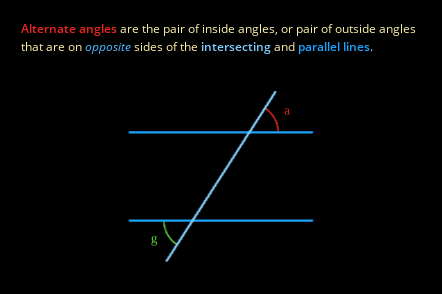 Alternate angles are the pair of inside angles, or pair of outside angles
that are on opposite sides of the intersecting and parallel lines.
a
g